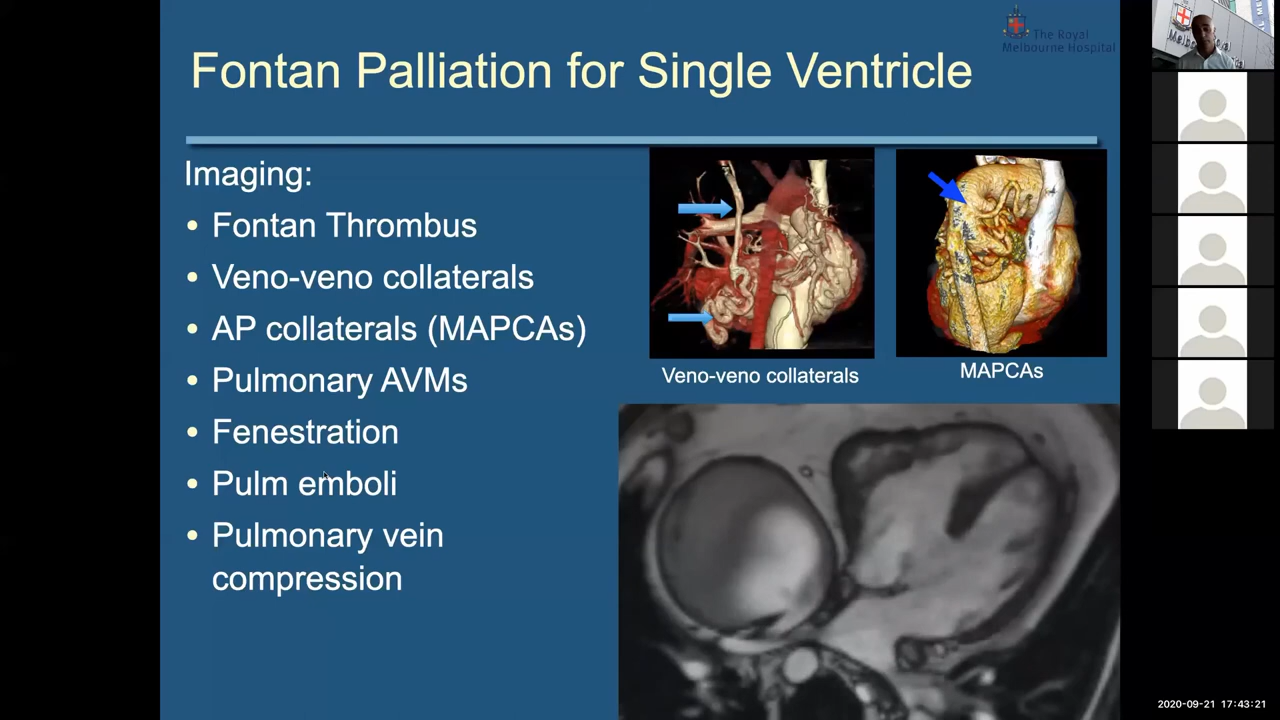 The Royal
Melbourne Hospital
Fontan Palliation for Single Ventricle
Imaging:
• Fontan Thrombus
• Veno-veno collaterals
• AP collaterals (MAPCAs)
• Pulmonary AVMs
• Fenestration
• Pulm emboli
• Pulmonary vein
compression
Veno-veno collaterals
MAPCAs
2020-09-21 17:43:21